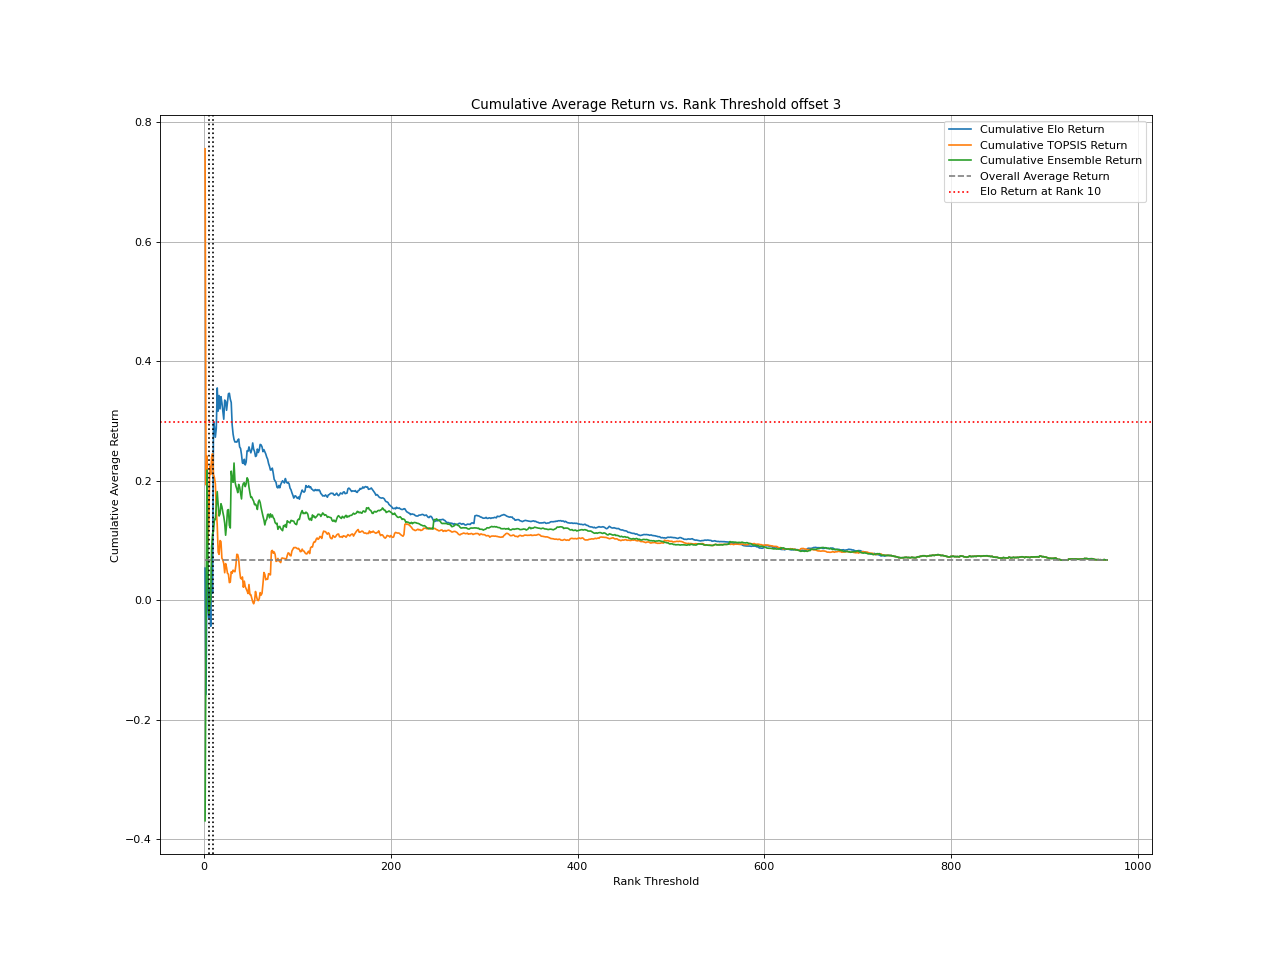 Cumulative Average Return vs. Rank Threshold offset 3
Cumulative Elo Return
Cumulative TOPSIS Return
Cumulative Ensemble Return
Overall Average Return
Elo Return at Rank 10
Cumulative Average Return
0.8
0.6
0.4
0.2
0.0
−0.2
−0.4
0 200 400 600 800 1000
Rank Threshold